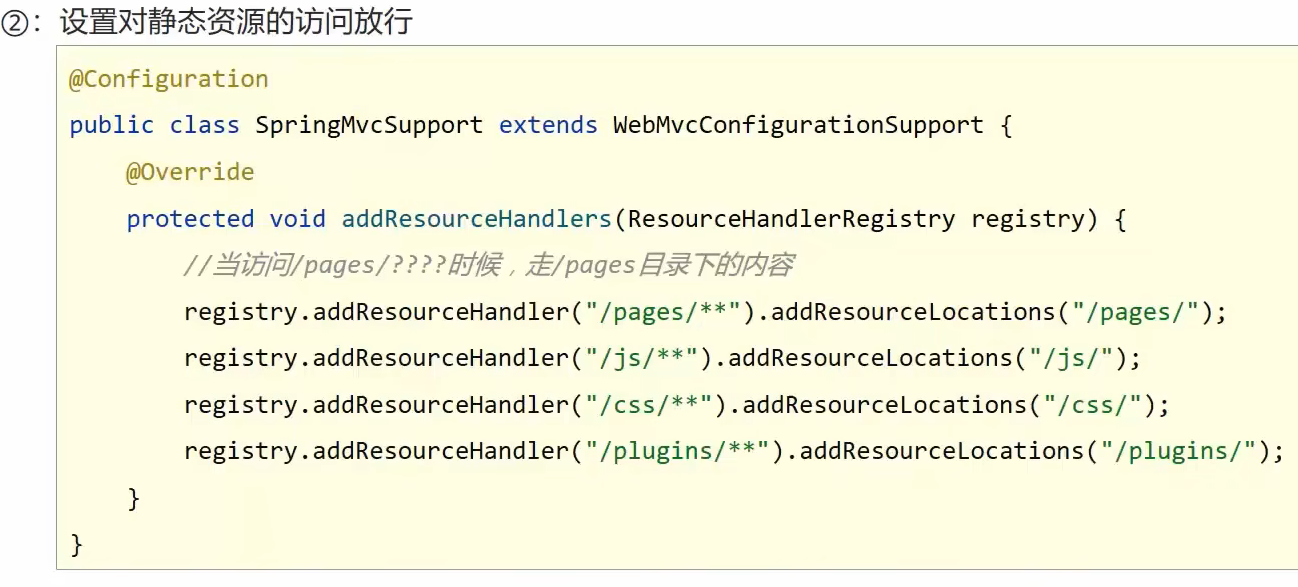 ②：设置对静态资源的访问放行
@Configuration
public class SpringMvcSupport extends WebMvcConfigurationSupport {
    @Override
    protected void addResourceHandlers(ResourceHandlerRegistry registry) {
        //当访问/pages/????时候，走/pages目录下的内容
        registry.addResourceHandler("/pages/**").addResourceLocations("/pages/");
        registry.addResourceHandler("/js/**").addResourceLocations("/js/");
        registry.addResourceHandler("/css/**").addResourceLocations("/css/");
        registry.addResourceHandler("/plugins/**").addResourceLocations("/plugins/");
    }
}